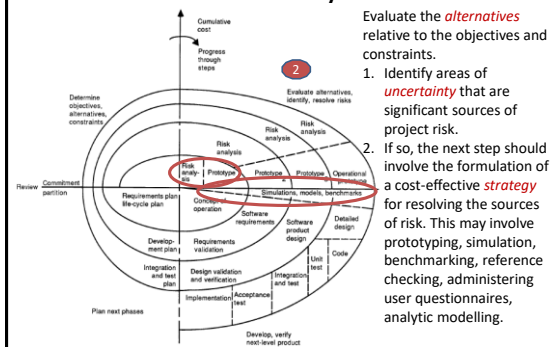 Cumulative
cost
Progress
through
steps
2
Evaluate alternatives,
identify, resolve risks
Determine
objectives,
alternatives,
constraints
Risk
analysis
Risk
analysis
Risk
analysis
Risk
analy-
sis
Prototype
Prototype
Prototype
Operational
Review
Commitment
partition
Simulations, models, benchmarks
Requirements plan
life-cycle plan
Concept of
operation
Software
requirements
Software
product
design
Detailed
design
Develop-
ment plan
Requirements
validation
Unit
test
Code
Integration
and test
plan
Design validation
and verification
Integration
and test
Acceptance
test
Implementation
Plan next phases
Develop, verify
next-level product
Evaluate the alternatives
relative to the objectives and
constraints.
1. Identify areas of
uncertainty that are
significant sources of
project risk.
2. If so, the next step should
involve the formulation of
a cost-effective strategy
for resolving the sources
of risk. This may involve
prototyping, simulation,
benchmarking, reference
checking, administering
user questionnaires,
analytic modelling.